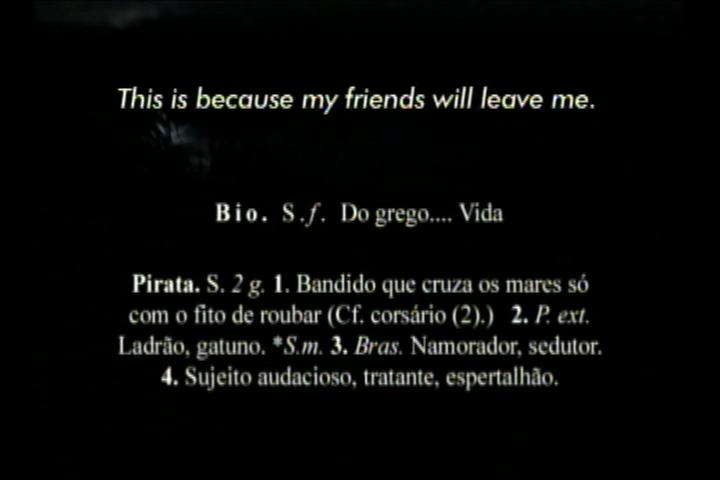 This is because my friends will leave me.
Bio. S.f. Do grego.... Vida
Pirata. S. 2 g. 1. Bandido que cruza os mares só
com o fito de roubar (Cf. corsário (2).) 2. P. ext.
Ladrão, gatuno. *S.m. 3. Bras. Namorador, sedutor.
4. Sujeito audacioso, tratante, espertalhão.